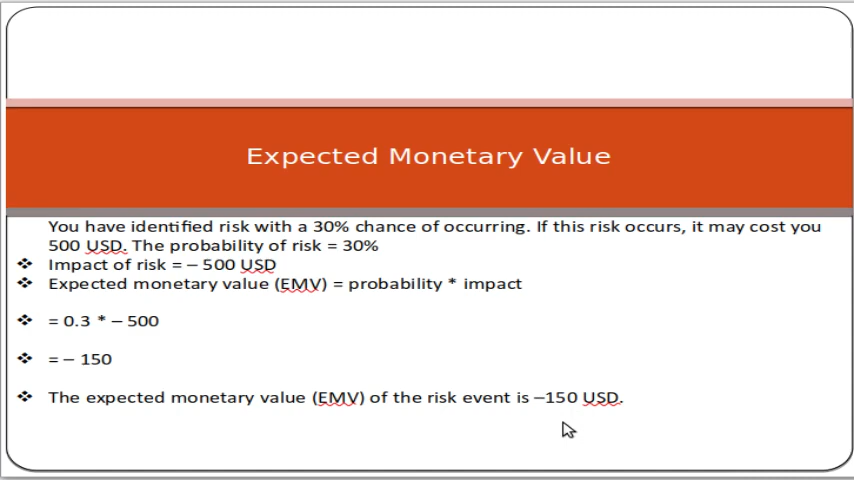 Expected Monetary Value
You have identified risk with a 30% chance of occurring. If this risk occurs, it may cost you
500 USD. The probability of risk = 30%
❖ Impact of risk = – 500 USD
❖ Expected monetary value (EMV) = probability * impact
❖ = 0.3 * – 500
❖ = – 150
❖ The expected monetary value (EMV) of the risk event is –150 USD.